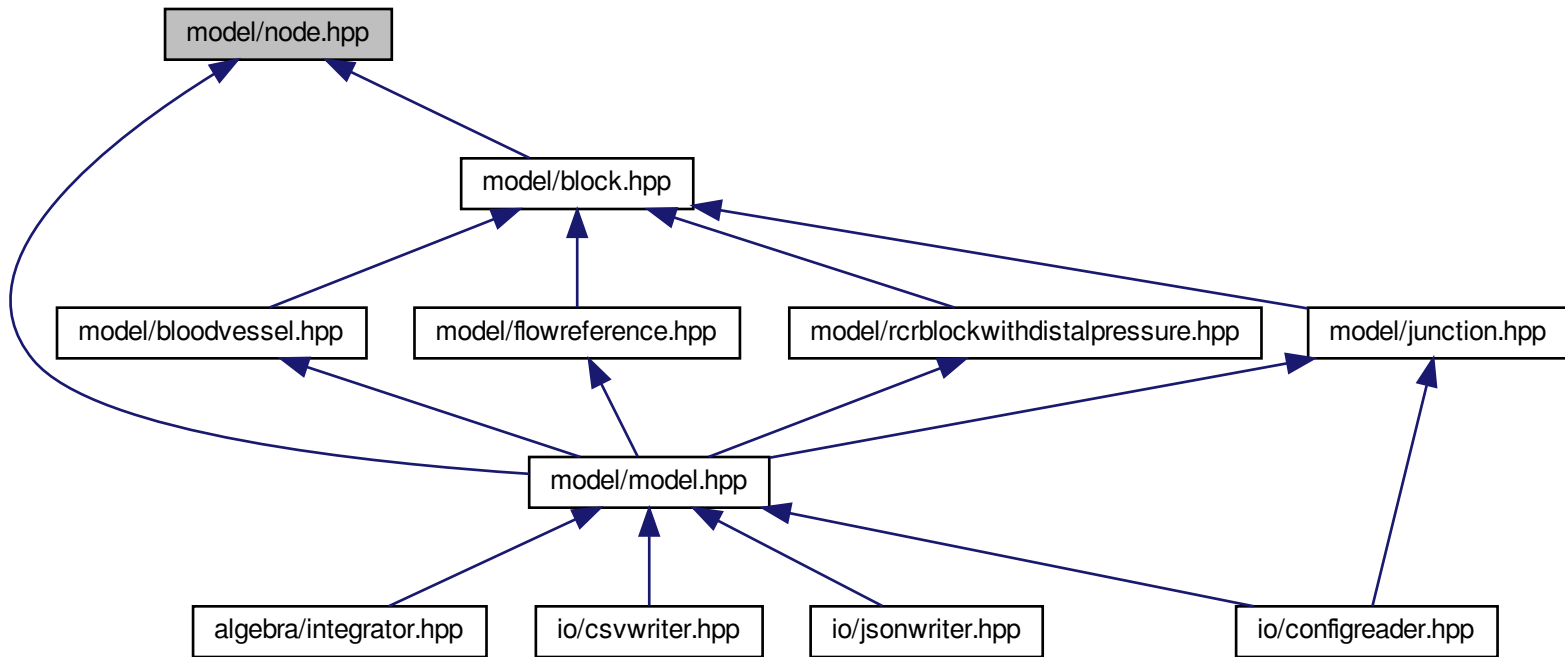 model/node.hpp
model/block.hpp
model/bloodvessel.hpp
model/flowreference.hpp
model/rcrblockwithdistalpressure.hpp
model/junction.hpp
model/model.hpp
algebra/integrator.hpp
io/csvwriter.hpp
io/jsonwriter.hpp
io/configreader.hpp